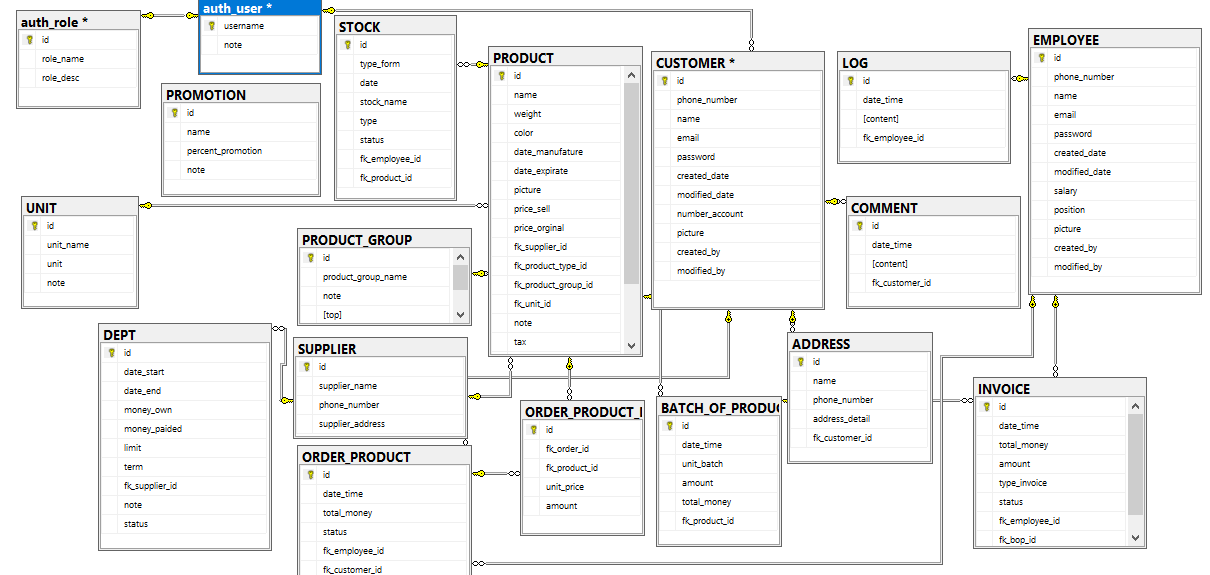 auth_role *
id
role_name
role_desc
auth_user *
username
note
STOCK
id
type_form
date
stock_name
type
status
fk_employee_id
fk_product_id
PROMOTION
id
name
percent_promotion
note
PRODUCT
id
name
weight
color
date_manufature
date_expirate
picture
price_sell
price_orginal
fk_supplier_id
fk_product_type_id
fk_product_group_id
fk_unit_id
note
tax
CUSTOMER *
id
phone_number
name
email
password
created_date
modified_date
number_account
picture
created_by
modified_by
LOG
id
date_time
[content]
fk_employee_id
EMPLOYEE
id
phone_number
name
email
password
created_date
modified_date
salary
position
picture
created_by
modified_by
UNIT
id
unit_name
unit
note
PRODUCT_GROUP
id
product_group_name
note
[top]
COMMENT
id
date_time
[content]
fk_customer_id
DEPT
id
date_start
date_end
money_own
money_paided
limit
term
fk_supplier_id
note
status
SUPPLIER
id
supplier_name
phone_number
supplier_address
ADDRESS
id
name
phone_number
address_detail
fk_customer_id
ORDER_PRODUCT
id
date_time
total_money
status
fk_employee_id
fk_customer_id
ORDER_PRODUCT_
id
fk_order_id
fk_product_id
unit_price
amount
BATCH_OF_PRODUC
id
date_time
unit_batch
amount
total_money
fk_product_id
INVOICE
id
date_time
total_money
amount
type_invoice
status
fk_employee_id
fk_bop_id